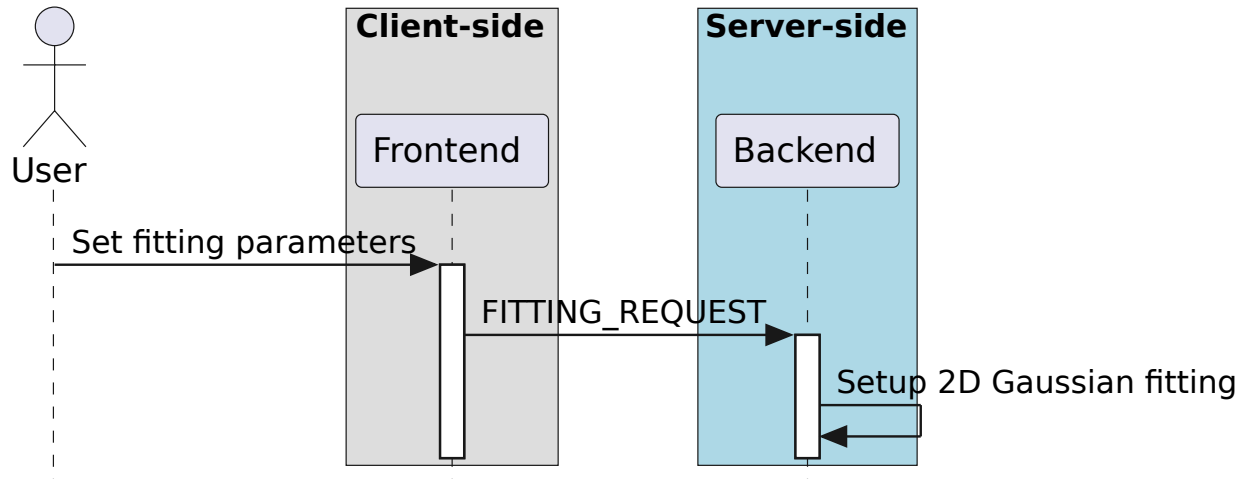 Client-side
Server-side
User
Frontend
Backend
Set fitting parameters
FITTING_REQUEST
Setup 2D Gaussian fitting